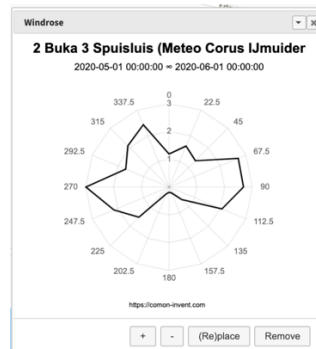 Windrose
2 Buka 3 Spuisluis (Meteo Corus IJmuider
2020-05-01 00:00:00 ∞ 2020-06-01 00:00:00
0
337.5 22.5
3
315 45
2
292.5 67.5
1
270 90
247.5 112.5
225 135
202.5 157.5
180
https://comon-invent.com
+ - (Re)place Remove